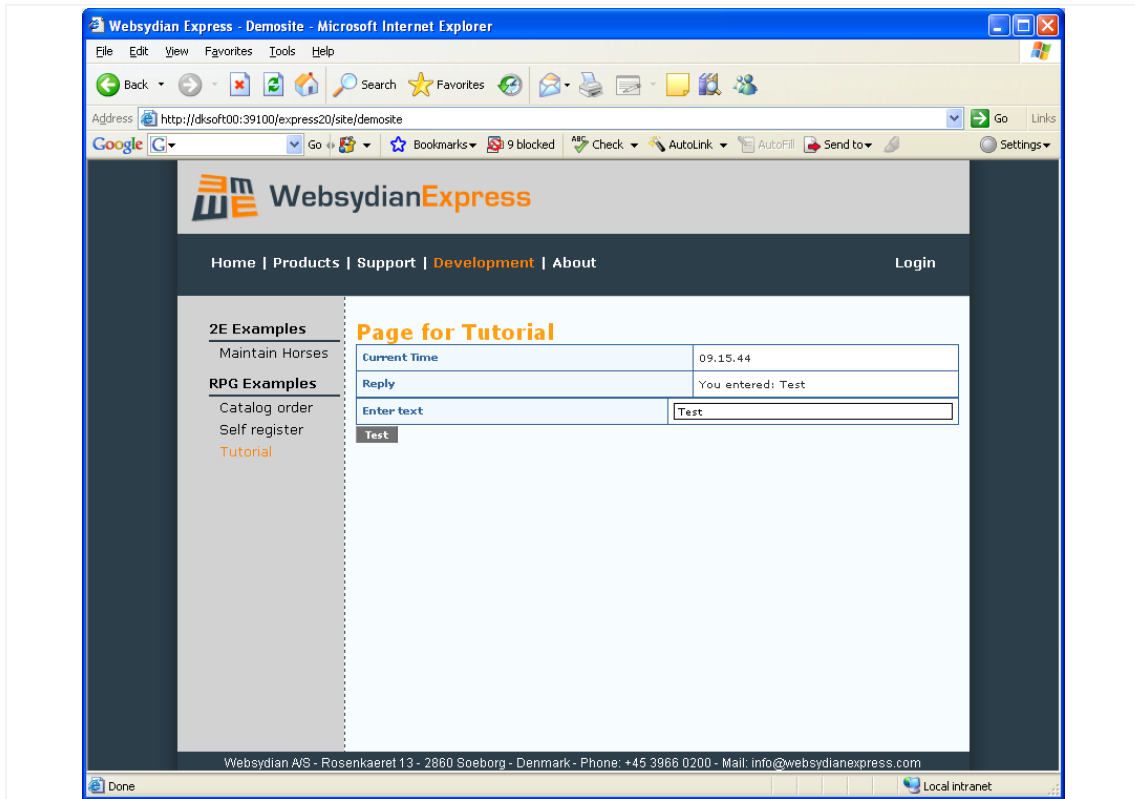 Websydian Express - Demosite - Microsoft Internet Explorer
File Edit View Favorites Tools Help
Back Search Favorites
Address http://dksoft00:39100/express20/site/demosite Go Links
Google G Go Bookmarks 9 blocked ABC Check AutoLink AutoFill Send to Settings
WebsydianExpress
Home | Products | Support | Development | About Login
2E Examples
Maintain Horses
RPG Examples
Catalog order
Self register
Tutorial
Page for Tutorial
Current Time 09.15.44
Reply You entered: Test
Enter text Test
Test
Websydian A/S - Rosenkaeret 13 - 2860 Soeborg - Denmark - Phone: +45 3966 0200 - Mail: info@websydianexpress.com
Done Local intranet